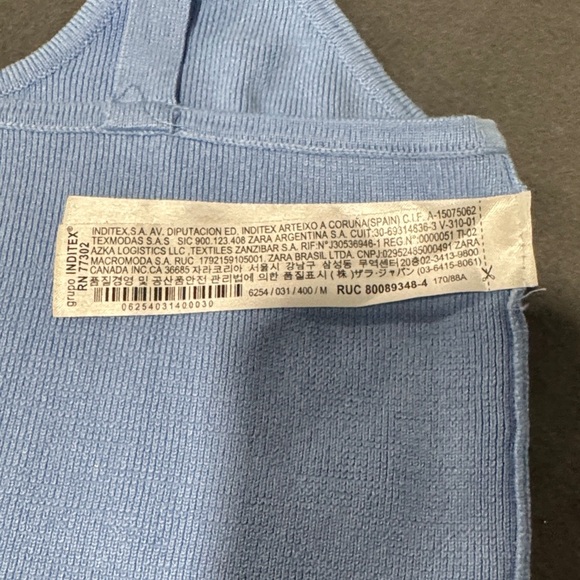 grupo INDITEX®
RN 77302
INDITEX.S.A. AV. DIPUTACION ED. INDITEX ARTEIXO A CORUÑA(SPAIN) C.I.F. A-15075062
TEXMODAS S.A.S SIC 900.123.408 ZARA ARGENTINA S.A. CUIT:30-69314636-3 V-310-01
AZKA LOGISTICS LLC ,TEXTILES ZANZIBAR S.A. RIF:N°J30536946-1 REG N°:0000051 TI-02
MACROMODA.A. RUC 1792159105001. ZARA BRASIL LTDA. CNPJ:02952485000491 ZARA
CANADA INC.CA 36685 자라코리아 서울시 강남구 삼성동 무역센터(20층)02-3413-9800
품질경영 및 공산품안전 관리법에 의한 품질표시 (株)ザラ・ジャパン (03-6415-8061)
06254031400030
6254 / 031 / 400 / M RUC 80089348-4 170/88A